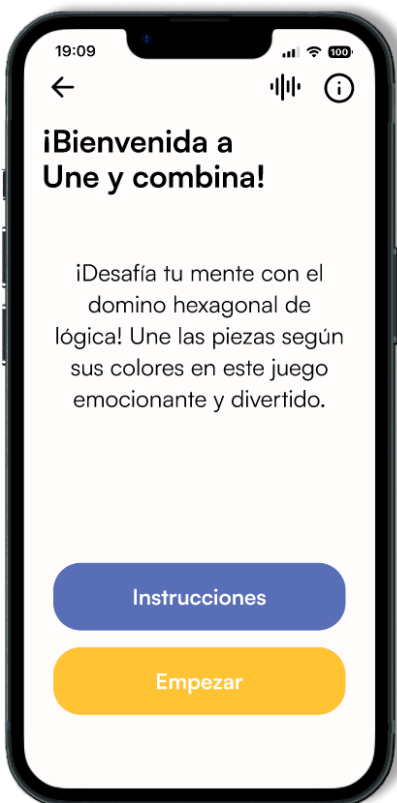 19:09
100
¡Bienvenida a
Une y combina!
¡Desafía tu mente con el
domino hexagonal de
lógica! Une las piezas según
sus colores en este juego
emocionante y divertido.
Instrucciones
Empezar